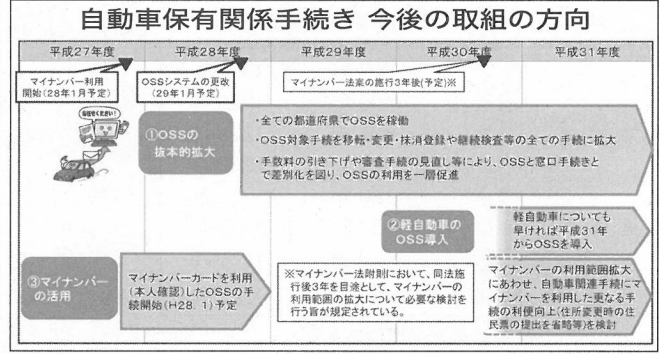 自動車保有関係手続き 今後の取組の方向
平成27年度
平成28年度
平成29年度
平成30年度
平成31年度
マイナンバー利用
開始(28年1月予定)
OSSシステムの更改
(29年1月予定)
マイナンバー法案の施行3年後(予定)※
①OSSの
抜本的拡大
・全ての都道府県でOSSを稼働
・OSS対象手続を移転・変更・抹消登録や継続検査等の全ての手続に拡大
・手数料の引き下げや審査手続の見直し等により、OSSと窓口手続きと
で差別化を図り、OSSの利用を一層促進
②軽自動車の
OSS導入
軽自動車についても
早ければ平成31年
からOSSを導入
③マイナンバー
の活用
マイナンバーカードを利用
(本人確認)したOSSの手
続開始(H28.1)予定
※マイナンバー法附則において、同法施
行後3年を目途として、マイナンバーの
利用範囲の拡大について必要な検討を
行う旨が規定されている。
マイナンバーの利用範囲拡大
にあわせ、自動車関連手続にマ
イナンバーを利用した更なる手
続の利便向上(住所変更時の住
民票の提出を省略等)を検討